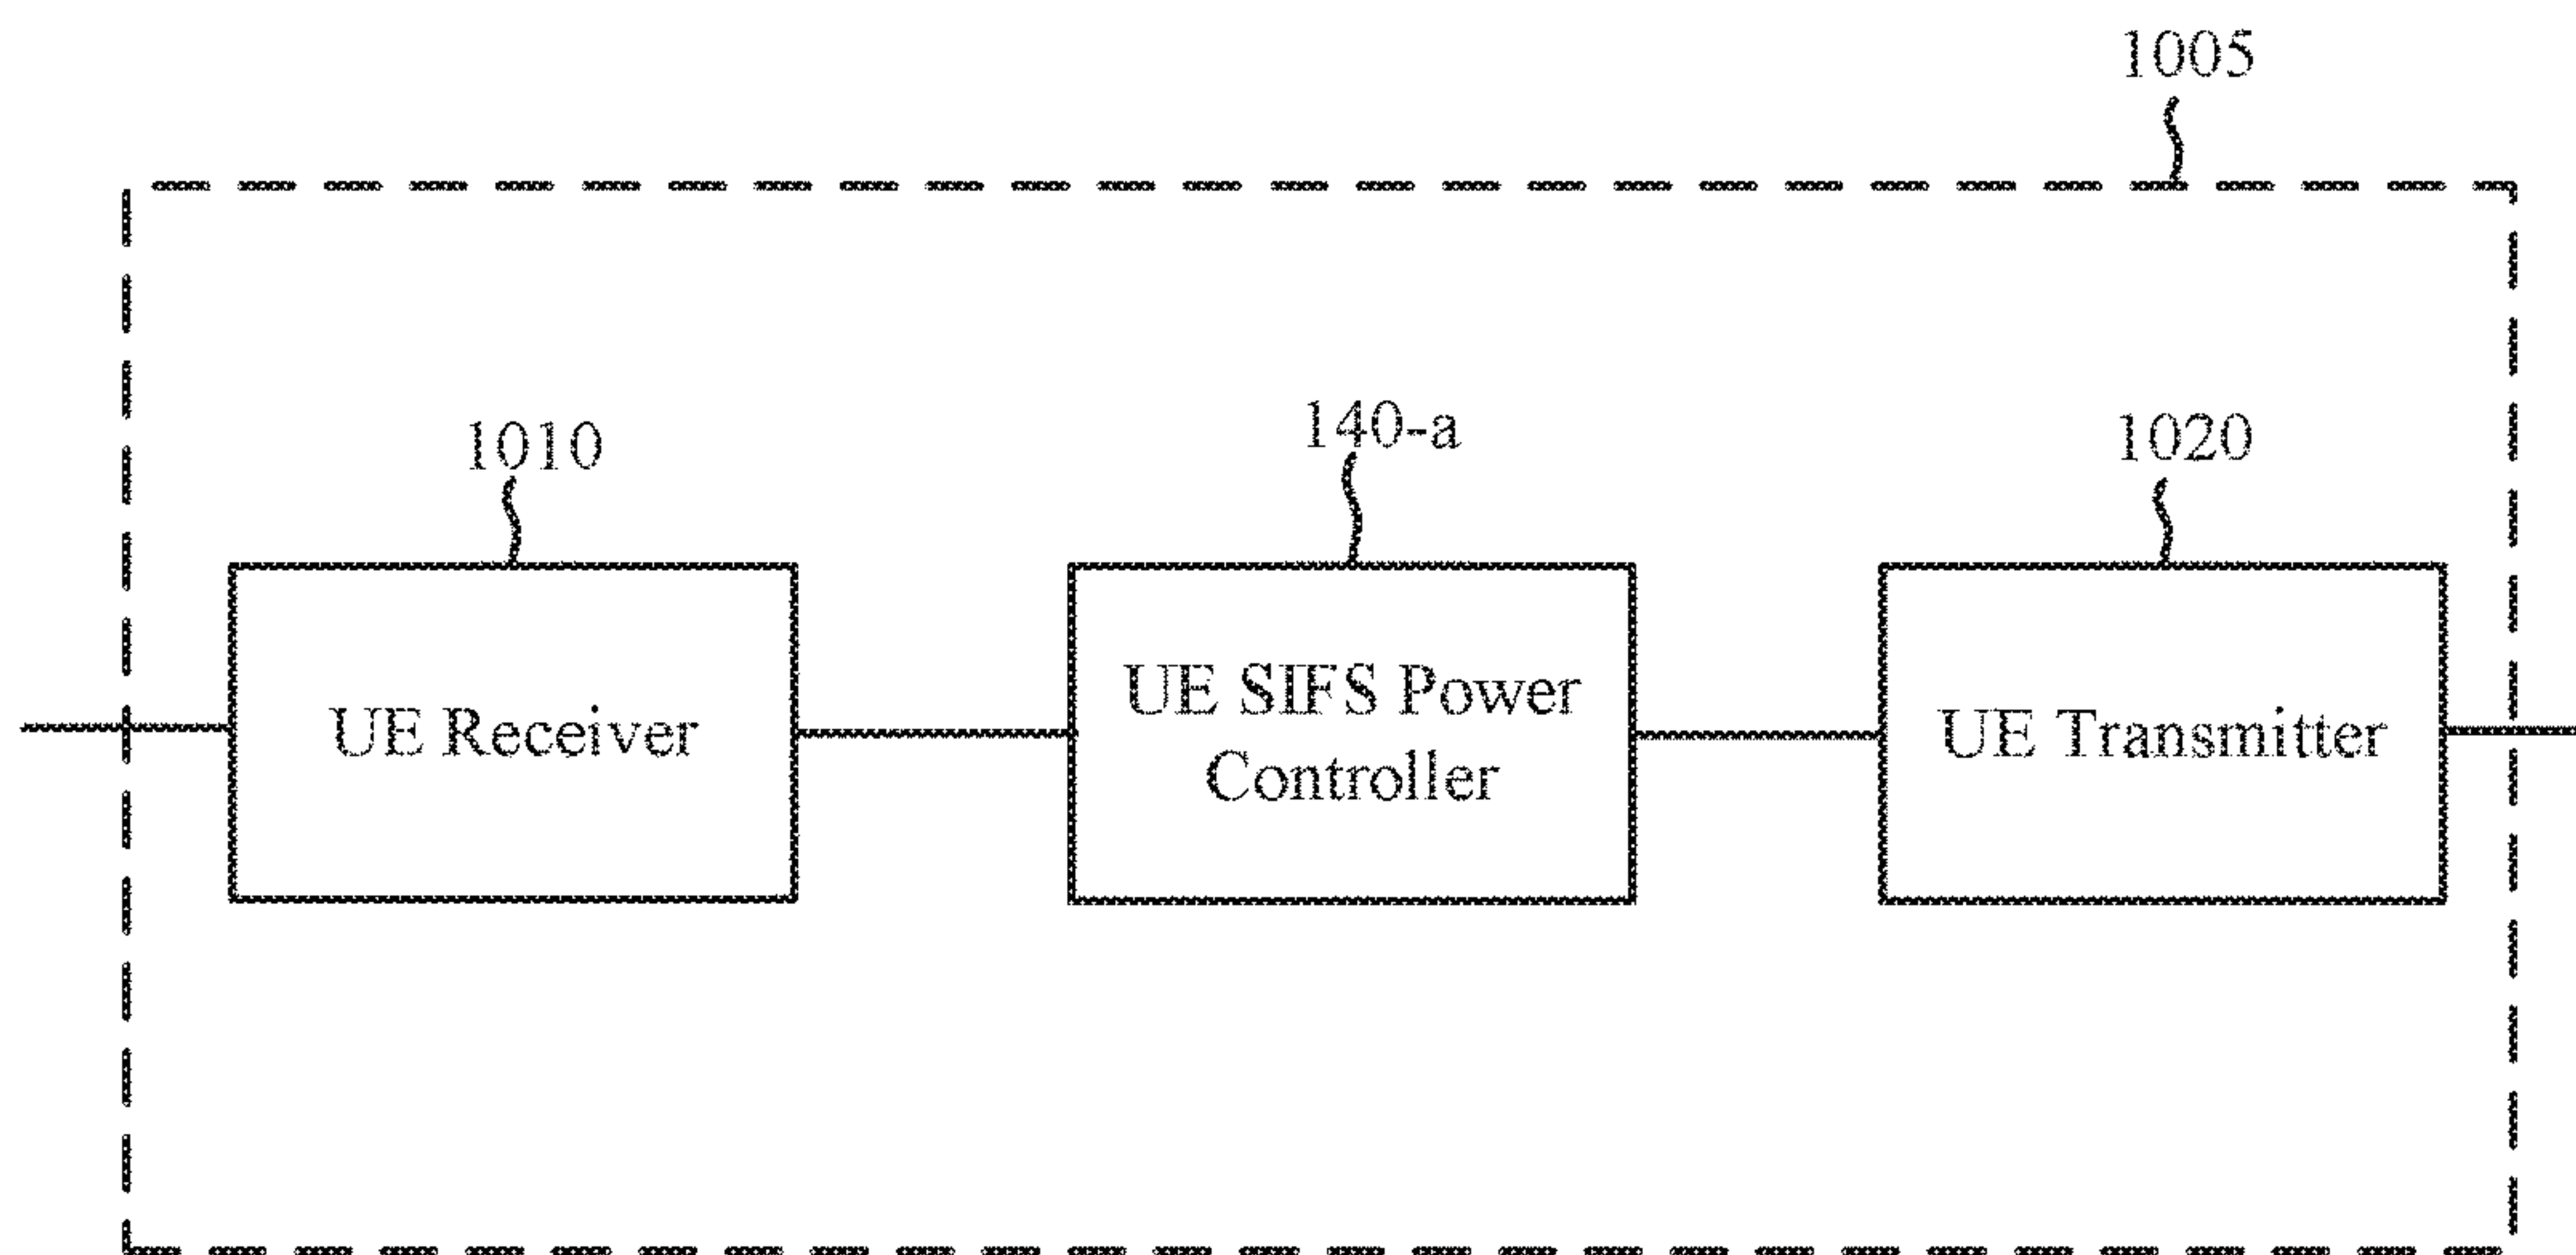 1005
1010
140-a
1020
UE Receiver
UE SIFS Power
Controller
UE Transmitter